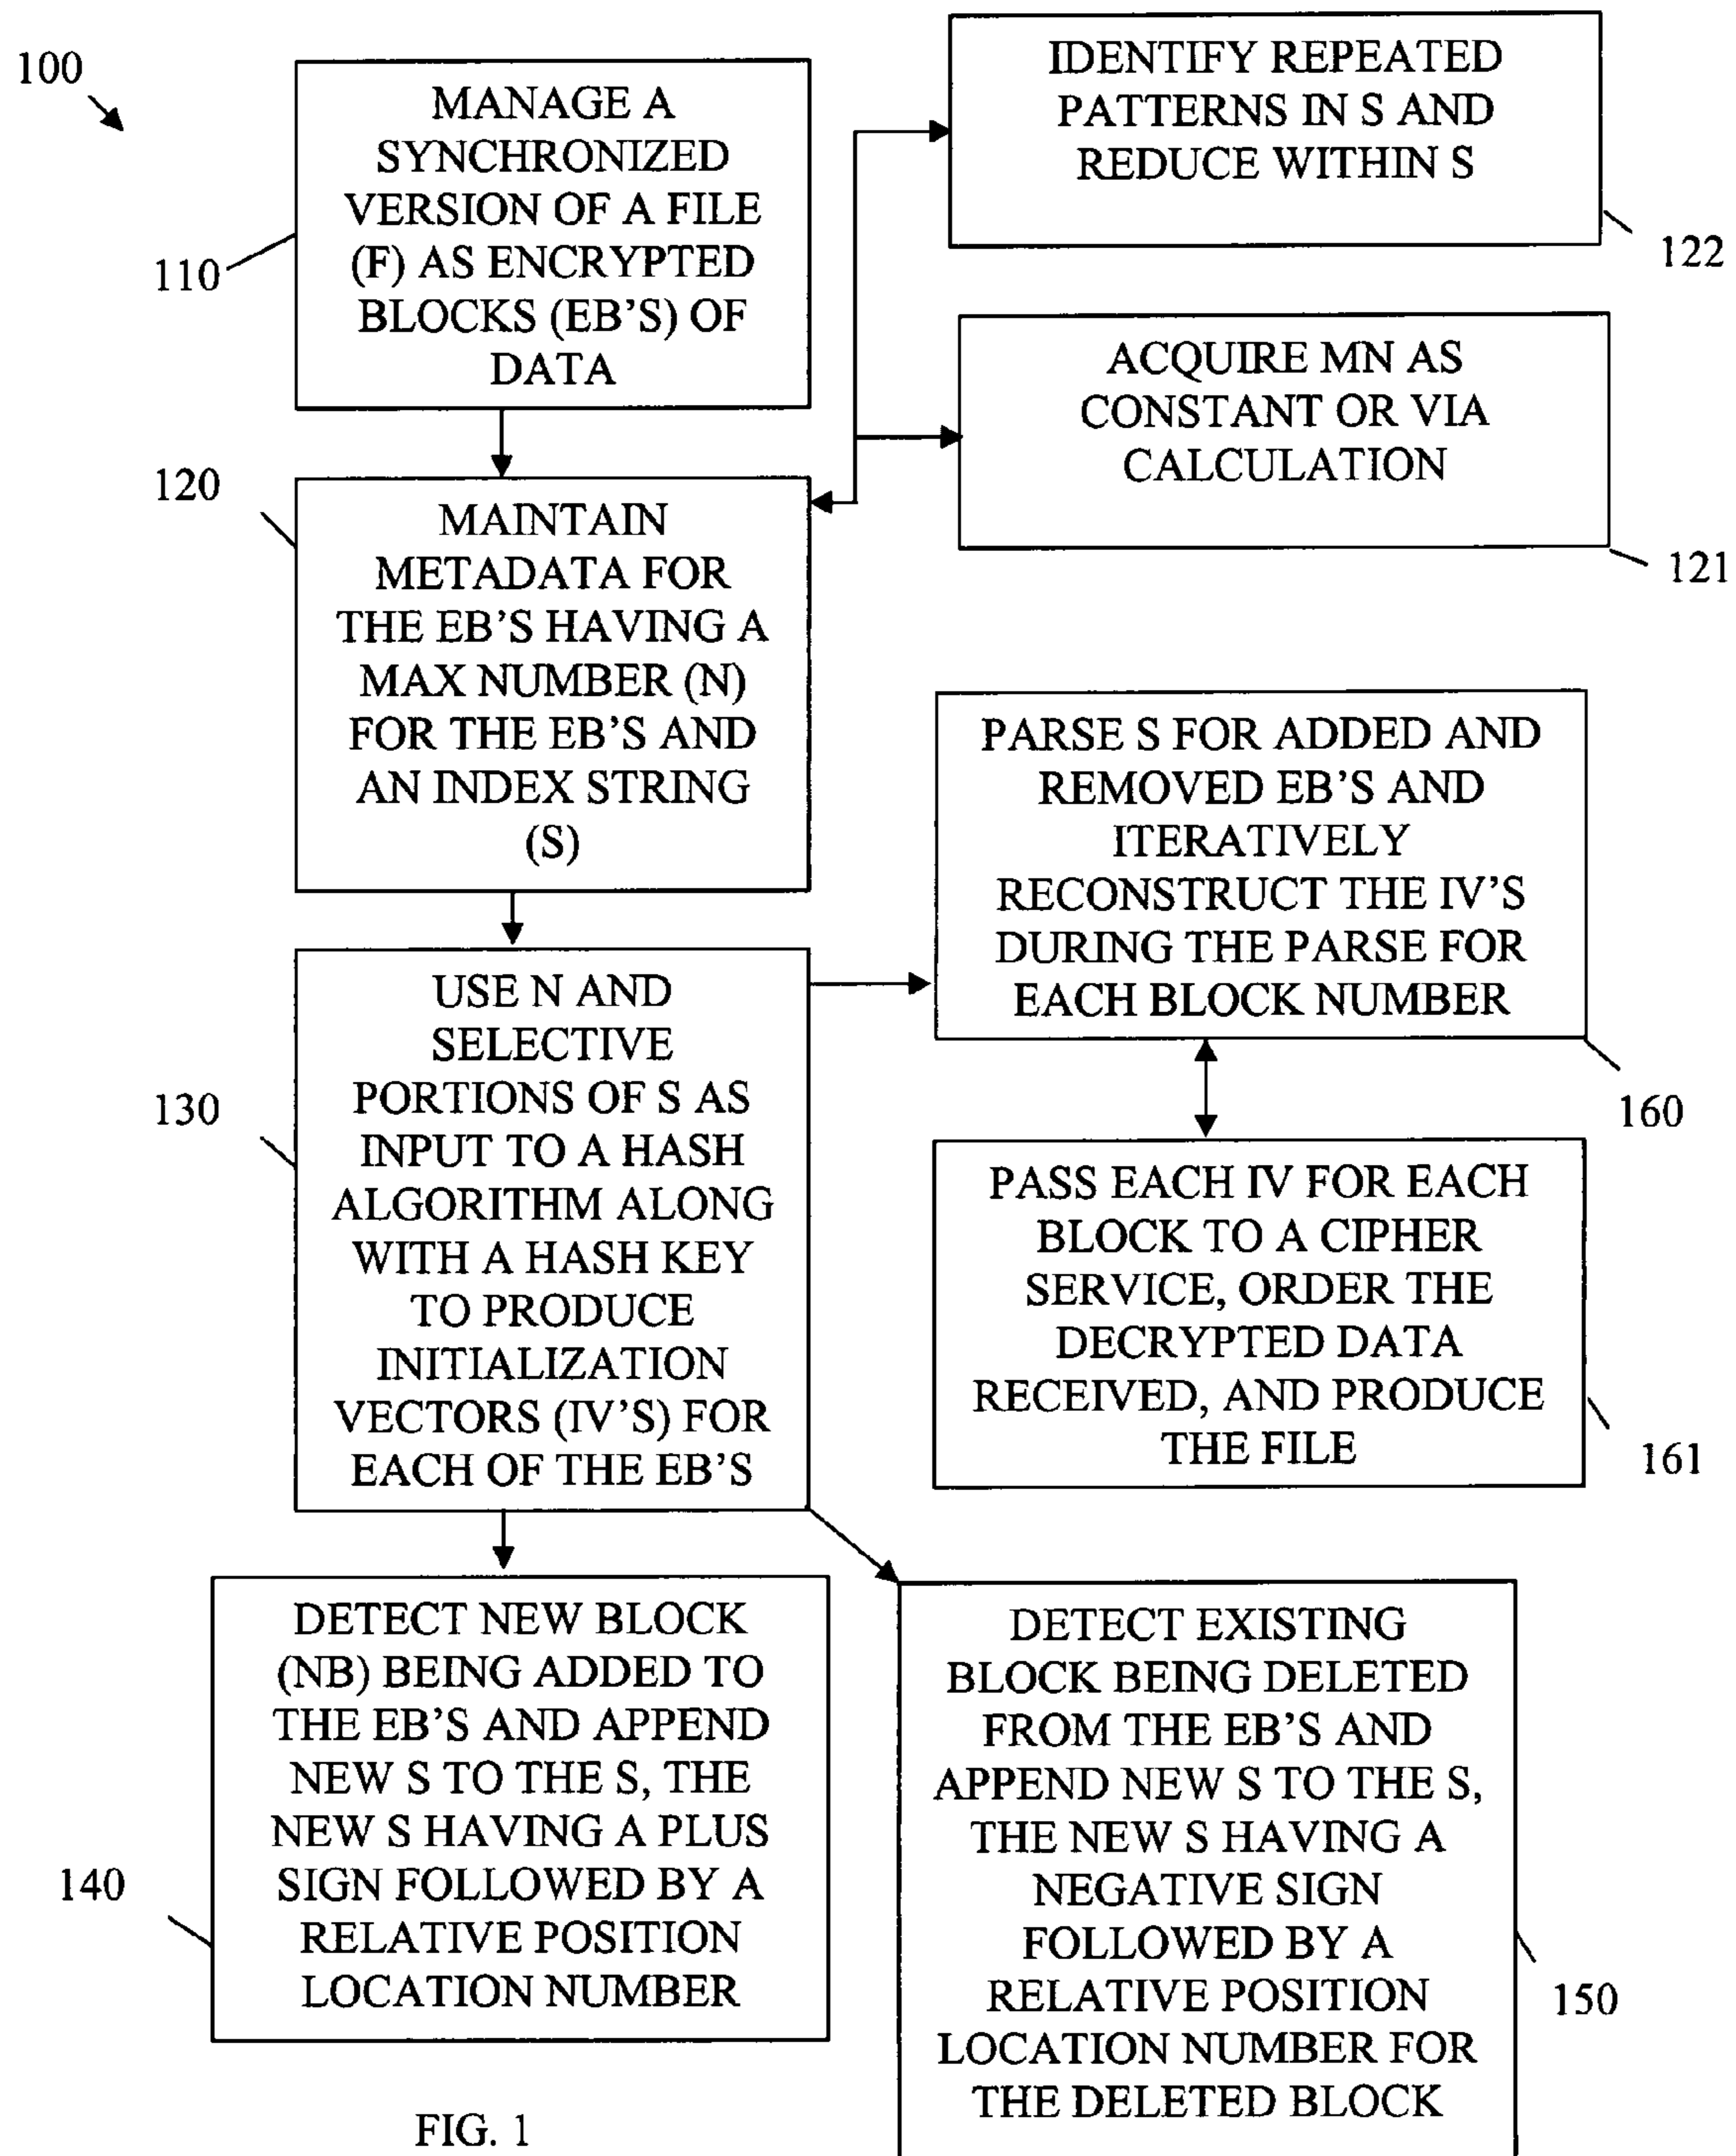 100
MANAGE A
SYNCHRONIZED
VERSION OF A FILE
(F) AS ENCRYPTED
BLOCKS (EB'S) OF
DATA
110
IDENTIFY REPEATED
PATTERNS IN S AND
REDUCE WITHIN S
122
ACQUIRE MN AS
CONSTANT OR VIA
CALCULATION
121
120
MAINTAIN
METADATA FOR
THE EB'S HAVING A
MAX NUMBER (N)
FOR THE EB'S AND
AN INDEX STRING
(S)
130
USE N AND
SELECTIVE
PORTIONS OF S AS
INPUT TO A HASH
ALGORITHM ALONG
WITH A HASH KEY
TO PRODUCE
INITIALIZATION
VECTORS (IV'S) FOR
EACH OF THE EB'S
PARSE S FOR ADDED AND
REMOVED EB'S AND
ITERATIVELY
RECONSTRUCT THE IV'S
DURING THE PARSE FOR
EACH BLOCK NUMBER
160
PASS EACH IV FOR EACH
BLOCK TO A CIPHER
SERVICE, ORDER THE
DECRYPTED DATA
RECEIVED, AND PRODUCE
THE FILE
161
DETECT NEW BLOCK
(NB) BEING ADDED TO
THE EB'S AND APPEND
NEW S TO THE S, THE
NEW S HAVING A PLUS
SIGN FOLLOWED BY A
RELATIVE POSITION
LOCATION NUMBER
140
DETECT EXISTING
BLOCK BEING DELETED
FROM THE EB'S AND
APPEND NEW S TO THE S,
THE NEW S HAVING A
NEGATIVE SIGN
FOLLOWED BY A
RELATIVE POSITION
LOCATION NUMBER FOR
THE DELETED BLOCK
150
FIG. 1